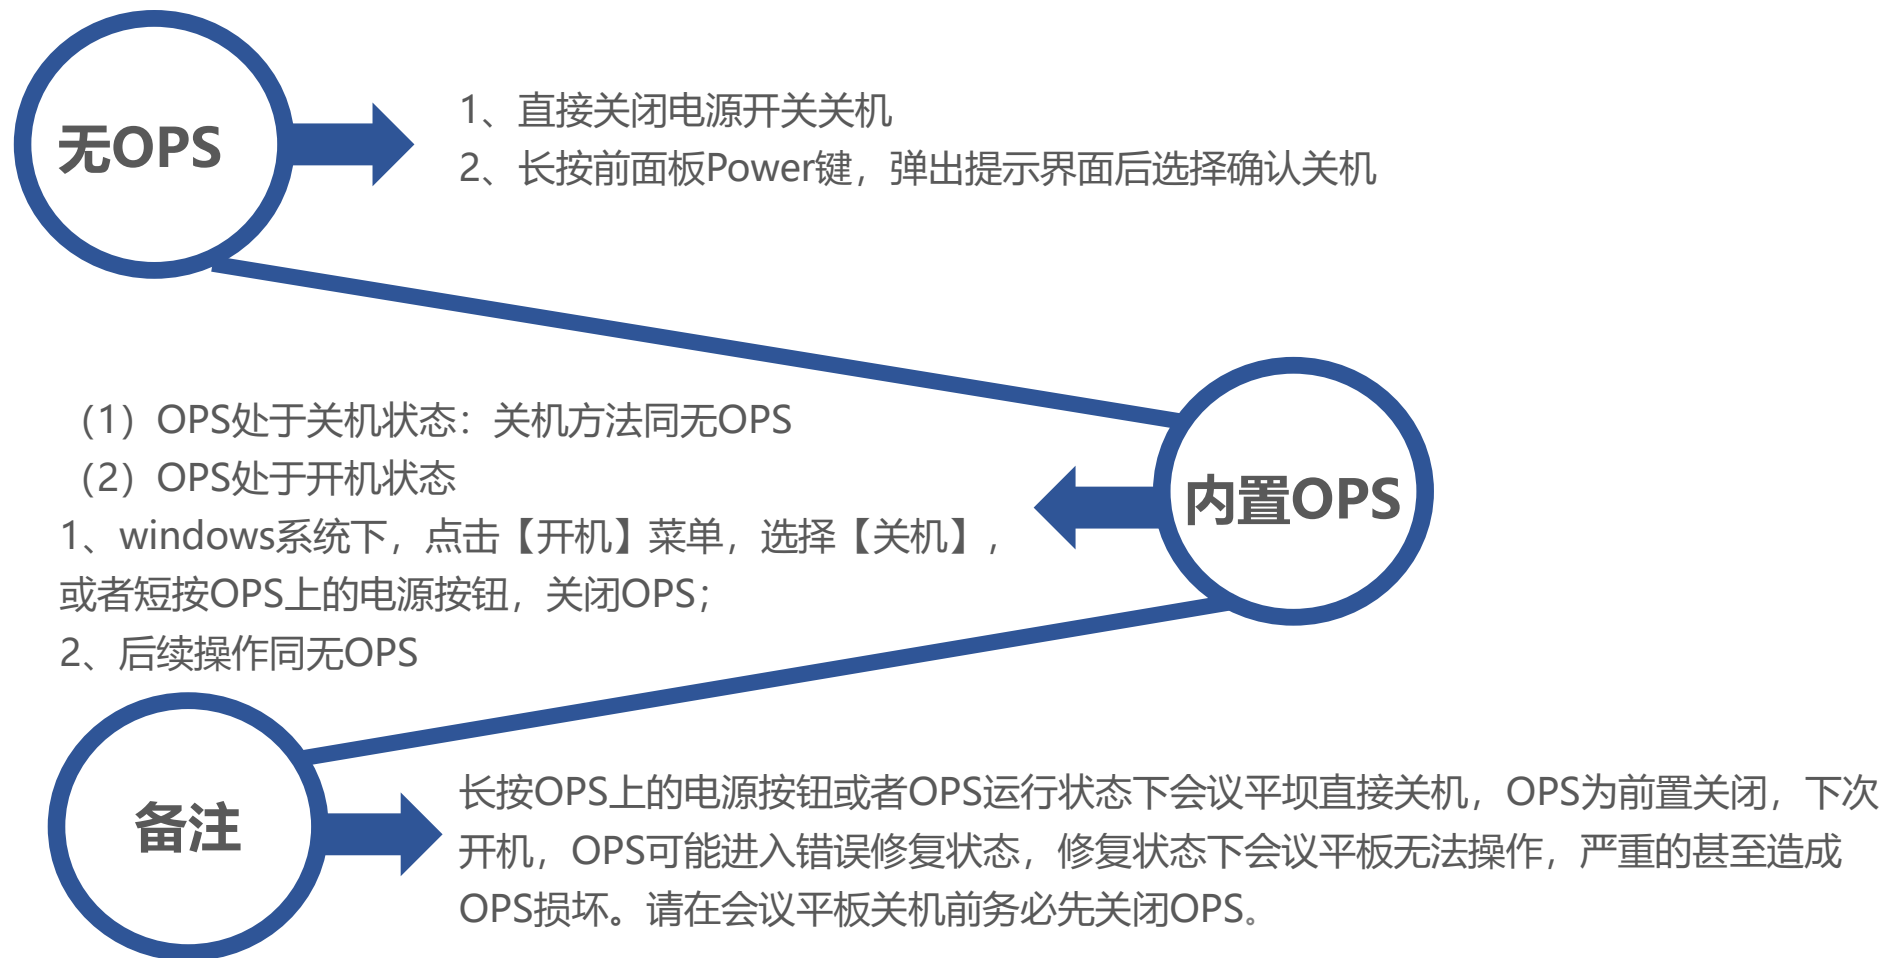 无OPS
1、直接关闭电源开关关机
2、长按前面板Power键，弹出提示界面后选择确认关机
（1）OPS处于关机状态：关机方法同无OPS
（2）OPS处于开机状态
1、windows系统下，点击【开机】菜单，选择【关机】，
或者短按OPS上的电源按钮，关闭OPS；
2、后续操作同无OPS
内置OPS
备注
长按OPS上的电源按钮或者OPS运行状态下会议平坝直接关机，OPS为前置关闭，下次
开机，OPS可能进入错误修复状态，修复状态下会议平板无法操作，严重的甚至造成
OPS损坏。请在会议平板关机前务必先关闭OPS。